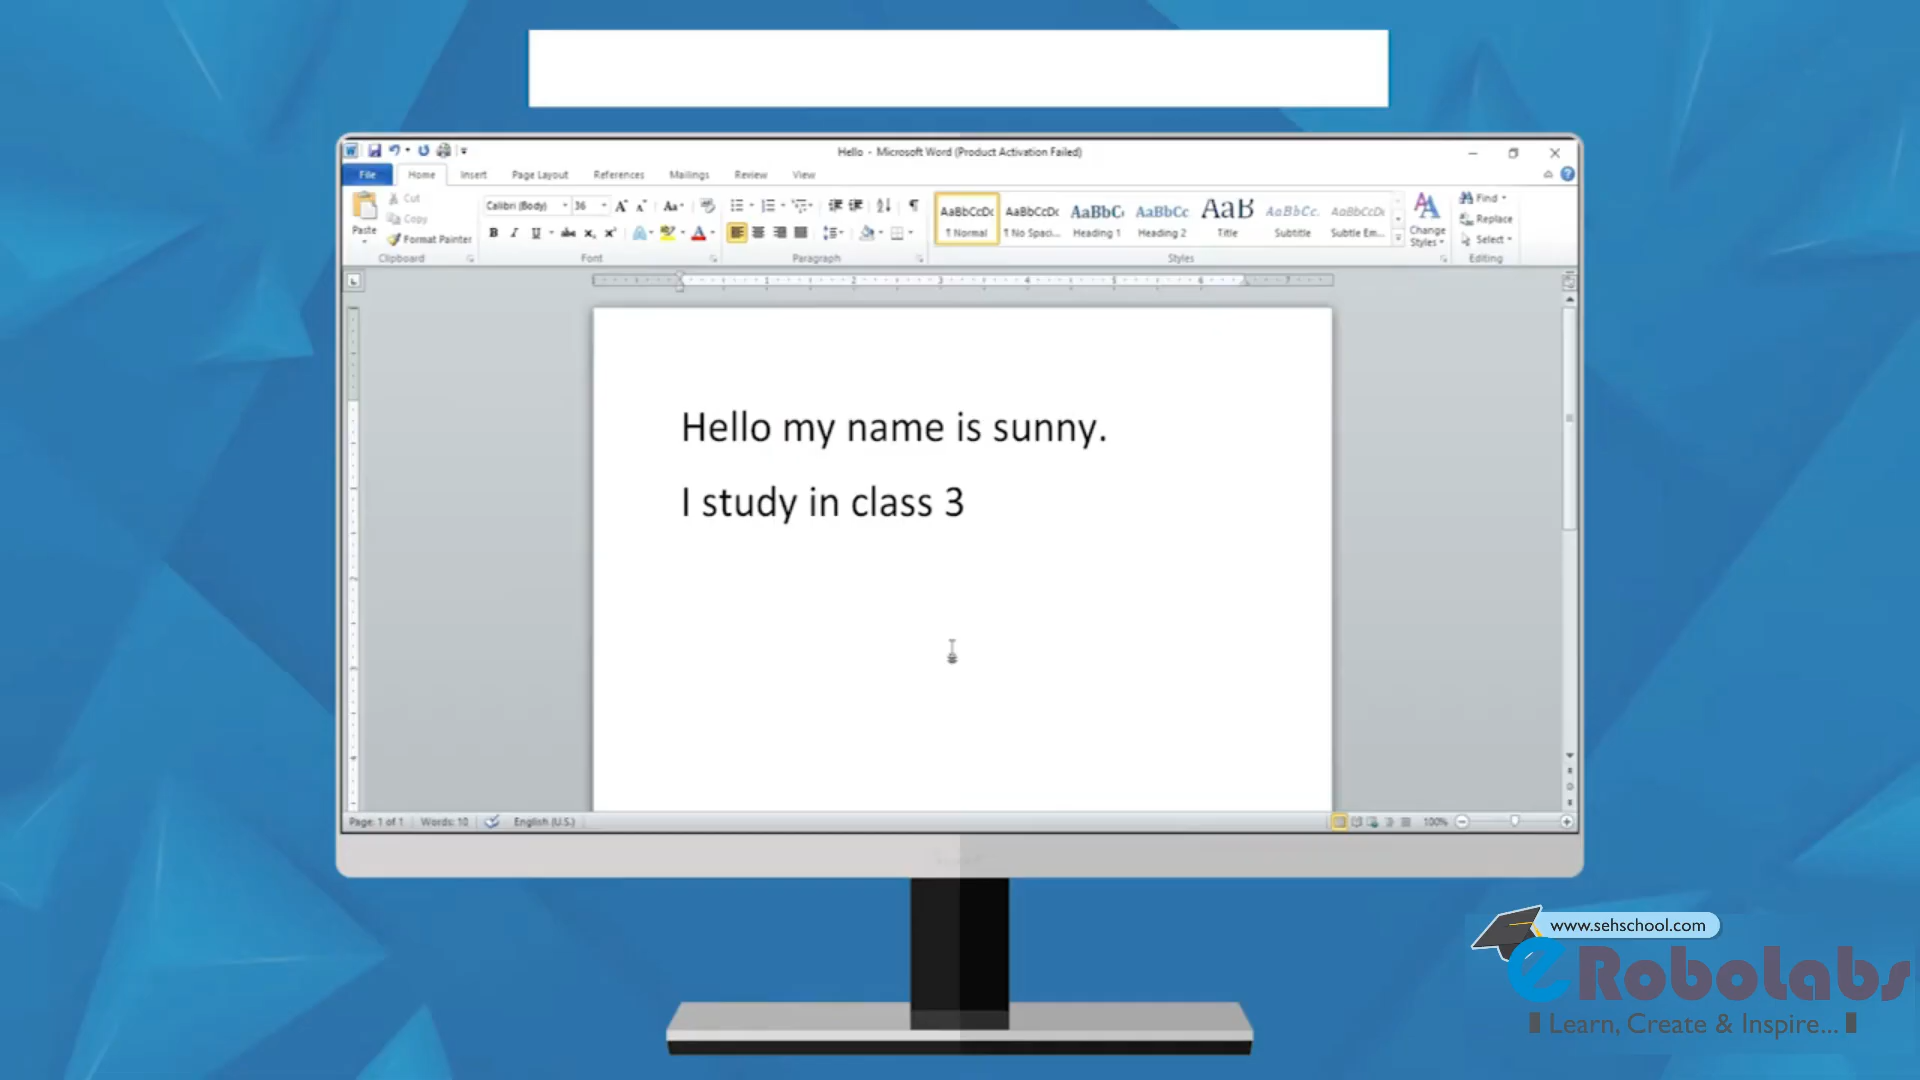 Hello - Microsoft Word (Product Activation Failed)
File Home Insert Page Layout References Mailings Review View
Paste
Cut
Copy
Format Painter
Clipboard
Calibri (Body) 36
Font
Paragraph
AaBbCcDc AaBbCcDc AaBbC AaBbCc AaB AaBbCc. AaBbCcDi
¶ Normal ¶ No Spaci... Heading 1 Heading 2 Title Subtitle Subtle Em...
Styles
Change
Styles
Find
Replace
Select
Editing
Hello my name is sunny.
I study in class 3
Page: 1 of 1 Words: 10 English (U.S.) 100%
www.sehschool.com
eRoboLabs
Learn, Create & Inspire...